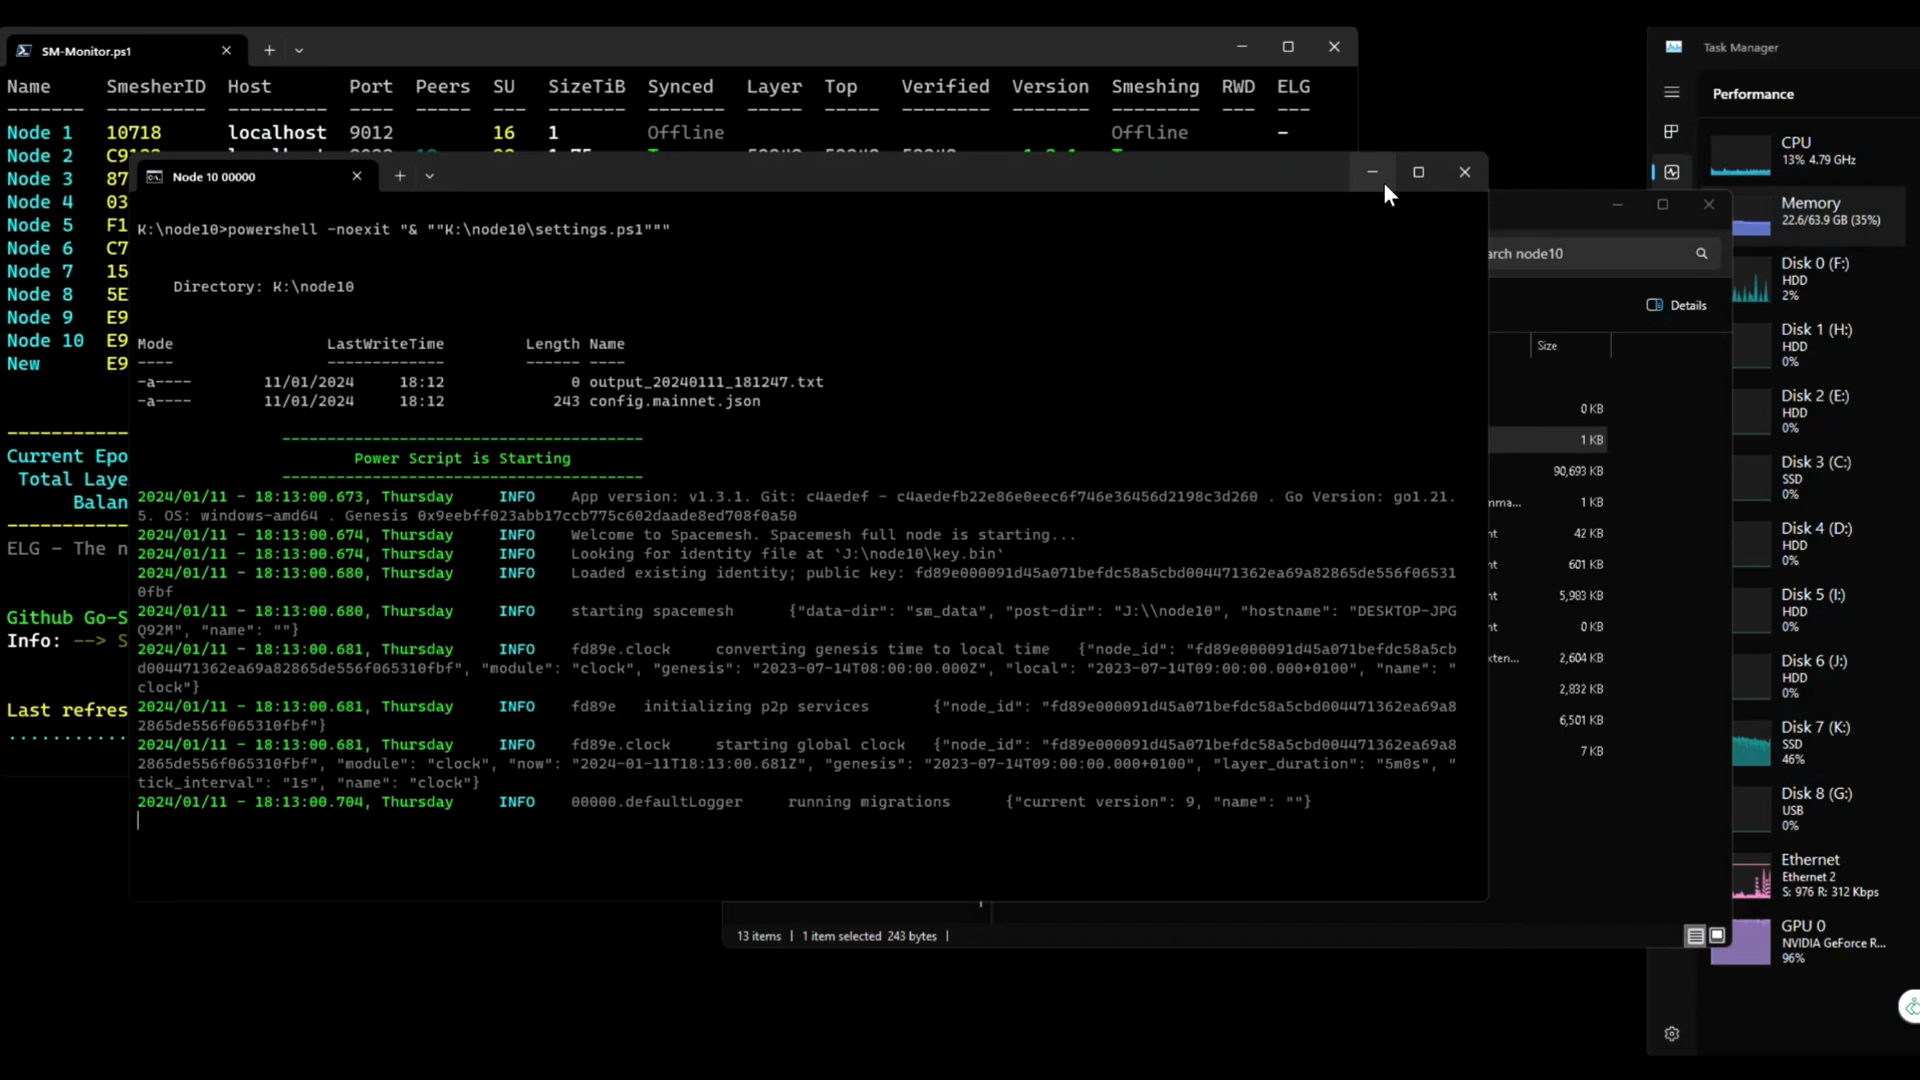 SM-Monitor.ps1
Name SmesherID Host Port Peers SU SizeTiB Synced Layer Top Verified Version Smeshing RWD ELG
------- --------- --------- ---- ----- --- ------- ------- ------ ----- -------- ------- -------- --- ---
Node 1 10718 localhost 9012 16 1 Offline Offline -
Node 2
Node 3 87
Node 4 03
Node 5 F1
Node 6 C7
Node 7 15
Node 8 5E
Node 9 E9
Node 10 E9
New E9
Current Epo
Total Laye
Balan
ELG - The n
Github Go-S
Info: --> S
Last refres
Node 10 00000
K:\node10>powershell -noexit "& ""K:\node10\settings.ps1"""
Directory: K:\node10
Mode LastWriteTime Length Name
---- ------------- ------ ----
-a---- 11/01/2024 18:12 0 output_20240111_181247.txt
-a---- 11/01/2024 18:12 243 config.mainnet.json
----------------------------------------
Power Script is Starting
----------------------------------------
2024/01/11 - 18:13:00.673, Thursday INFO App version: v1.3.1. Git: c4aedef - c4aedefb22e86e0eec6f746e36456d2198c3d260 . Go Version: go1.21.
5. OS: windows-amd64 . Genesis 0x9eebff023abb17ccb775c602daade8ed708f0a50
2024/01/11 - 18:13:00.674, Thursday INFO Welcome to Spacemesh. Spacemesh full node is starting...
2024/01/11 - 18:13:00.674, Thursday INFO Looking for identity file at `J:\node10\key.bin`
2024/01/11 - 18:13:00.680, Thursday INFO Loaded existing identity; public key: fd89e000091d45a071befdc58a5cbd004471362ea69a82865de556f06531
0fbf
2024/01/11 - 18:13:00.680, Thursday INFO starting spacemesh {"data-dir": "sm_data", "post-dir": "J:\\node10", "hostname": "DESKTOP-JPG
Q92M", "name": ""}
2024/01/11 - 18:13:00.681, Thursday INFO fd89e.clock converting genesis time to local time {"node_id": "fd89e000091d45a071befdc58a5cb
d004471362ea69a82865de556f065310fbf", "module": "clock", "genesis": "2023-07-14T08:00:00.000Z", "local": "2023-07-14T09:00:00.000+0100", "name": "
clock"}
2024/01/11 - 18:13:00.681, Thursday INFO fd89e initializing p2p services {"node_id": "fd89e000091d45a071befdc58a5cbd004471362ea69a8
2865de556f065310fbf"}
2024/01/11 - 18:13:00.681, Thursday INFO fd89e.clock starting global clock {"node_id": "fd89e000091d45a071befdc58a5cbd004471362ea69a8
2865de556f065310fbf", "module": "clock", "now": "2024-01-11T18:13:00.681Z", "genesis": "2023-07-14T09:00:00.000+0100", "layer_duration": "5m0s", "
tick_interval": "1s", "name": "clock"}
2024/01/11 - 18:13:00.704, Thursday INFO 00000.defaultLogger running migrations {"current version": 9, "name": ""}
arch node10
Details
Size
0 KB
1 KB
90,693 KB
mma... 1 KB
nt 42 KB
nt 601 KB
nt 5,983 KB
nt 0 KB
xten... 2,604 KB
2,832 KB
6,501 KB
7 KB
13 items | 1 item selected 243 bytes |
Task Manager
Performance
CPU
13% 4.79 GHz
Memory
22.6/63.9 GB (35%)
Disk 0 (F:)
HDD
2%
Disk 1 (H:)
HDD
0%
Disk 2 (E:)
HDD
0%
Disk 3 (C:)
SSD
0%
Disk 4 (D:)
HDD
0%
Disk 5 (I:)
HDD
0%
Disk 6 (J:)
HDD
0%
Disk 7 (K:)
SSD
46%
Disk 8 (G:)
USB
0%
Ethernet
Ethernet 2
S: 976 R: 312 Kbps
GPU 0
NVIDIA GeForce R...
96%